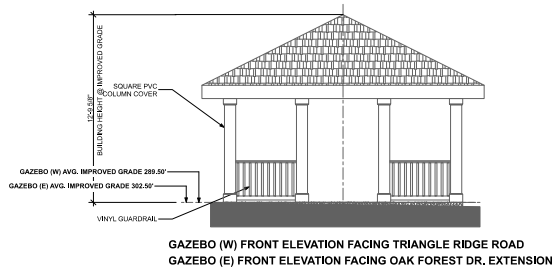 12'-9.5/8"
BUILDING HEIGHT @ IMPROVED GRADE
SQUARE PVC
COLUMN COVER
GAZEBO (W) AVG. IMPROVED GRADE 289.50'
GAZEBO (E) AVG. IMPROVED GRADE 302.50'
VINYL GUARDRAIL
GAZEBO (W) FRONT ELEVATION FACING TRIANGLE RIDGE ROAD
GAZEBO (E) FRONT ELEVATION FACING OAK FOREST DR. EXTENSION